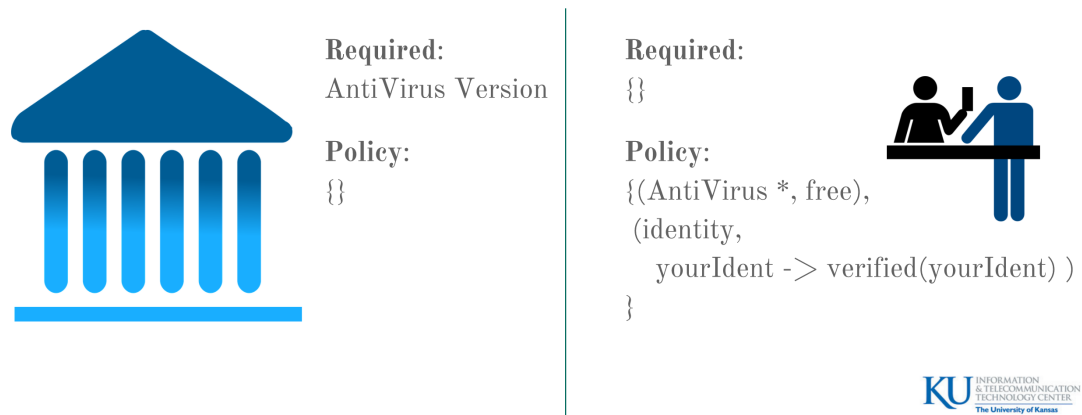 Required:
AntiVirus Version
Policy:
{}
Required:
{}
Policy:
{(AntiVirus *, free),
(identity,
yourIdent -> verified(yourIdent) )
}
KU INFORMATION
& TELECOMMUNICATION
TECHNOLOGY CENTER
The University of Kansas